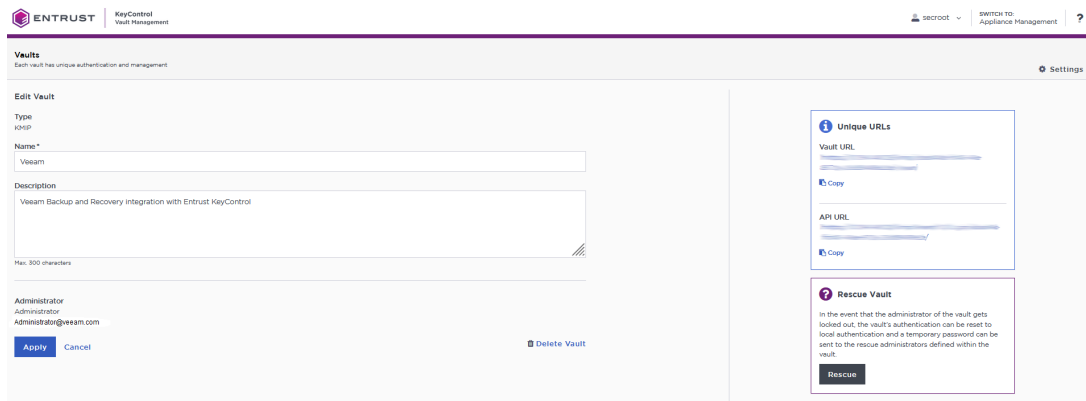 ENTRUST
KeyControl
Vault Management
secroot
SWITCH TO:
Appliance Management
?
Vaults
Each vault has unique authentication and management
Settings
Edit Vault
Type
KMIP
Name*
Veeam
Description
Veeam Backup and Recovery integration with Entrust KeyControl
Max. 300 characters
Administrator
Administrator
Administrator@veeam.com
Apply
Cancel
Delete Vault
Unique URLs
Vault URL
Copy
API URL
Copy
Rescue Vault
In the event that the administrator of the vault gets
locked out, the vault's authentication can be reset to
local authentication and a temporary password can be
sent to the rescue administrators defined within the
vault.
Rescue